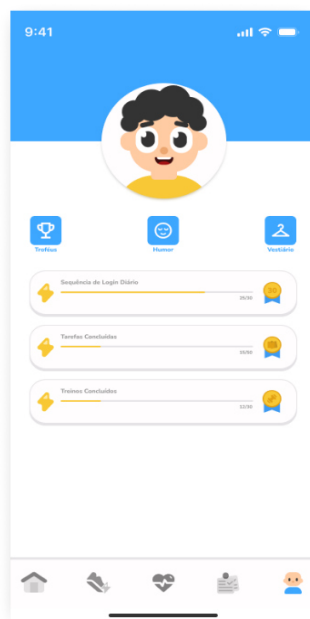 9:41
Troféus
Humor
Vestiário
Sequência de Login Diário
Tarefas Concluídas
Treinos Concluídos